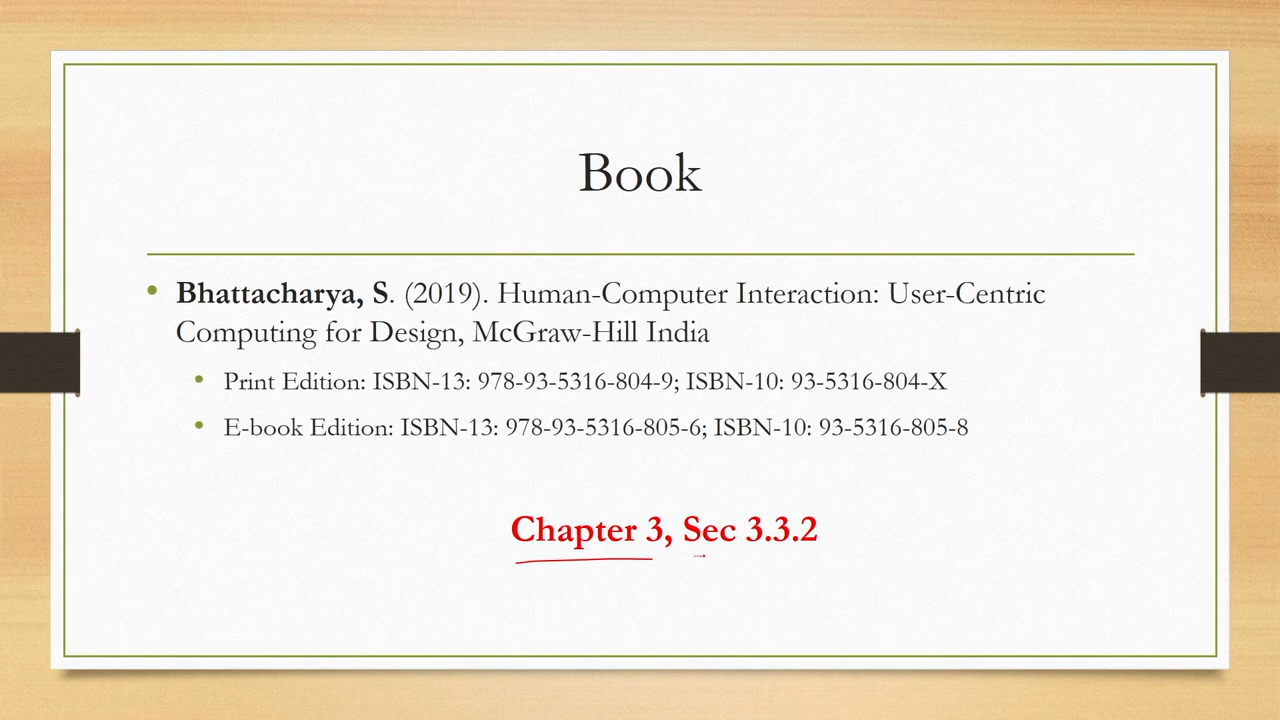 Book
• Bhattacharya, S. (2019). Human-Computer Interaction: User-Centric
Computing for Design, McGraw-Hill India
• Print Edition: ISBN-13: 978-93-5316-804-9; ISBN-10: 93-5316-804-X
• E-book Edition: ISBN-13: 978-93-5316-805-6; ISBN-10: 93-5316-805-8
Chapter 3, Sec 3.3.2